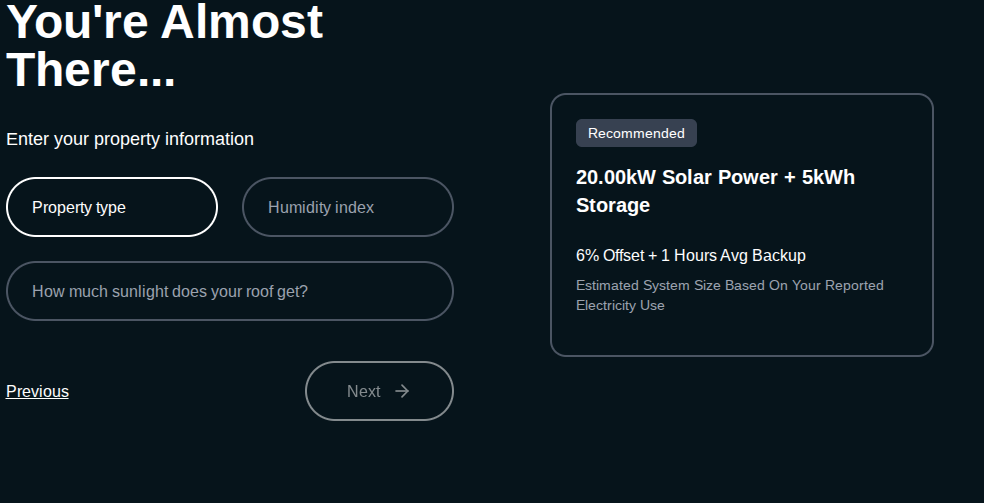 You're Almost
There...
Enter your property information
Property type
Humidity index
How much sunlight does your roof get?
Previous
Next
Recommended
20.00kW Solar Power + 5kWh
Storage
6% Offset + 1 Hours Avg Backup
Estimated System Size Based On Your Reported
Electricity Use